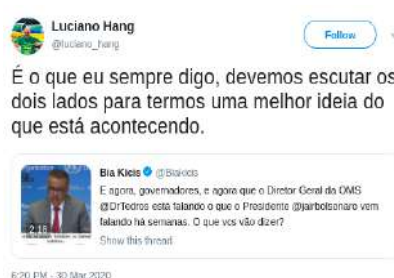 Luciano Hang
@luciano_hang
Follow
É o que eu sempre digo, devemos escutar os
dois lados para termos uma melhor ideia do
que está acontecendo.
Bia Kicis @Biakicis
E agora, governadores, e agora que o Diretor Geral da OMS
@DrTedros está falando o que o Presidente @jairbolsonaro vem
falando há semanas. O que vcs vão dizer?
2:18
Show this thread
6:20 PM - 30 Mar 2020